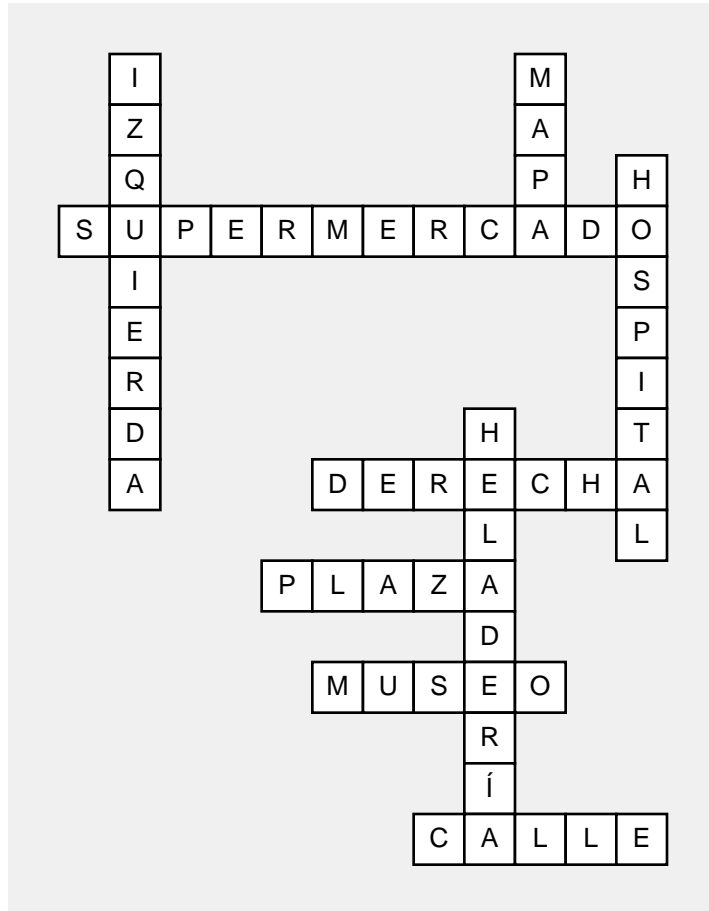 IZQUIERDA
MAPA
HOSPITAL
SUPERMERCADO
HELADERÍA
DERECHA
PLAZA
MUSEO
CALLE